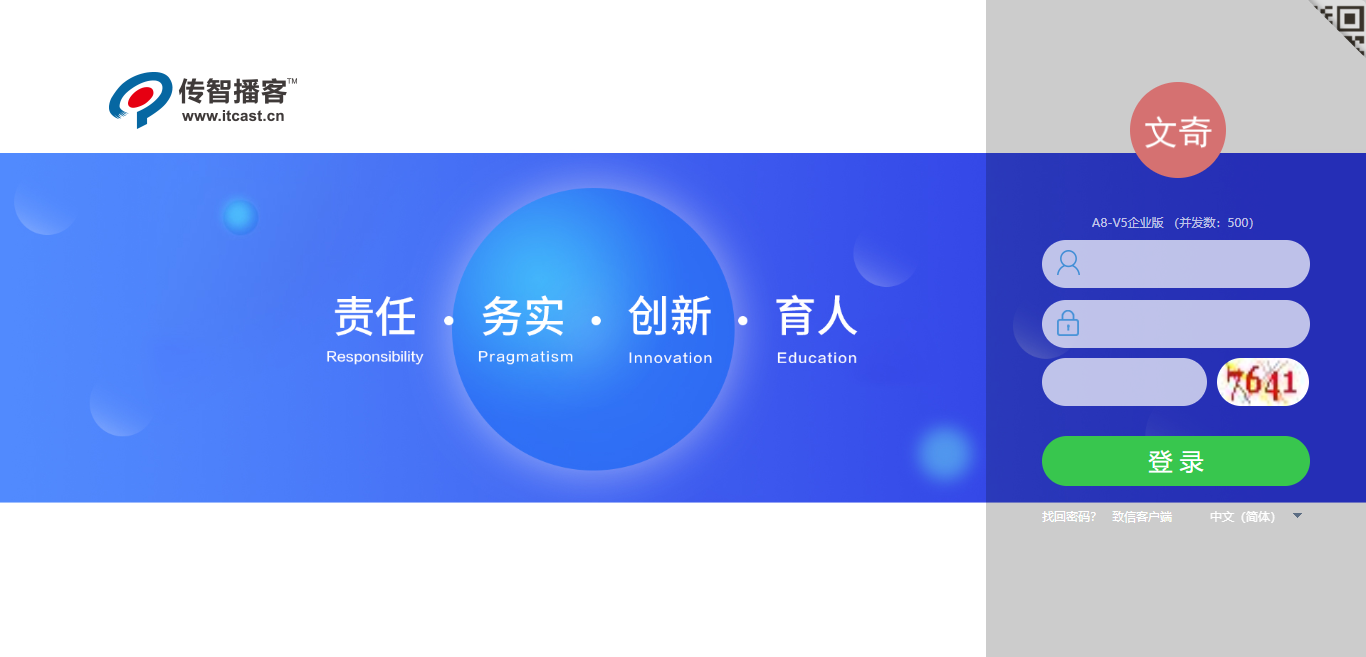 传智播客™
www.itcast.cn
责任 · 务实 · 创新 · 育人
Responsibility Pragmatism Innovation Education
文奇
A8-V5企业版 （并发数：500）
7641
登 录
找回密码? 致信客户端 中文（简体）